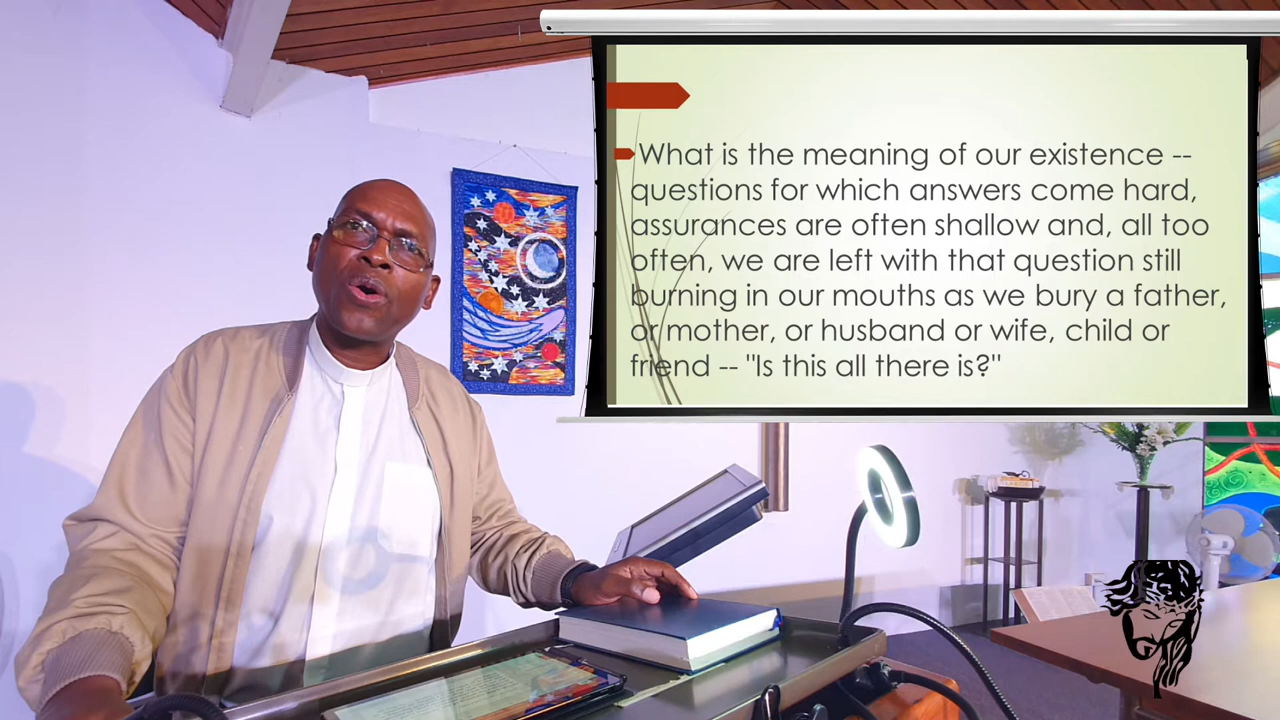 What is the meaning of our existence --
questions for which answers come hard,
assurances are often shallow and, all too
often, we are left with that question still
burning in our mouths as we bury a father,
or mother, or husband or wife, child or
friend -- "Is this all there is?"